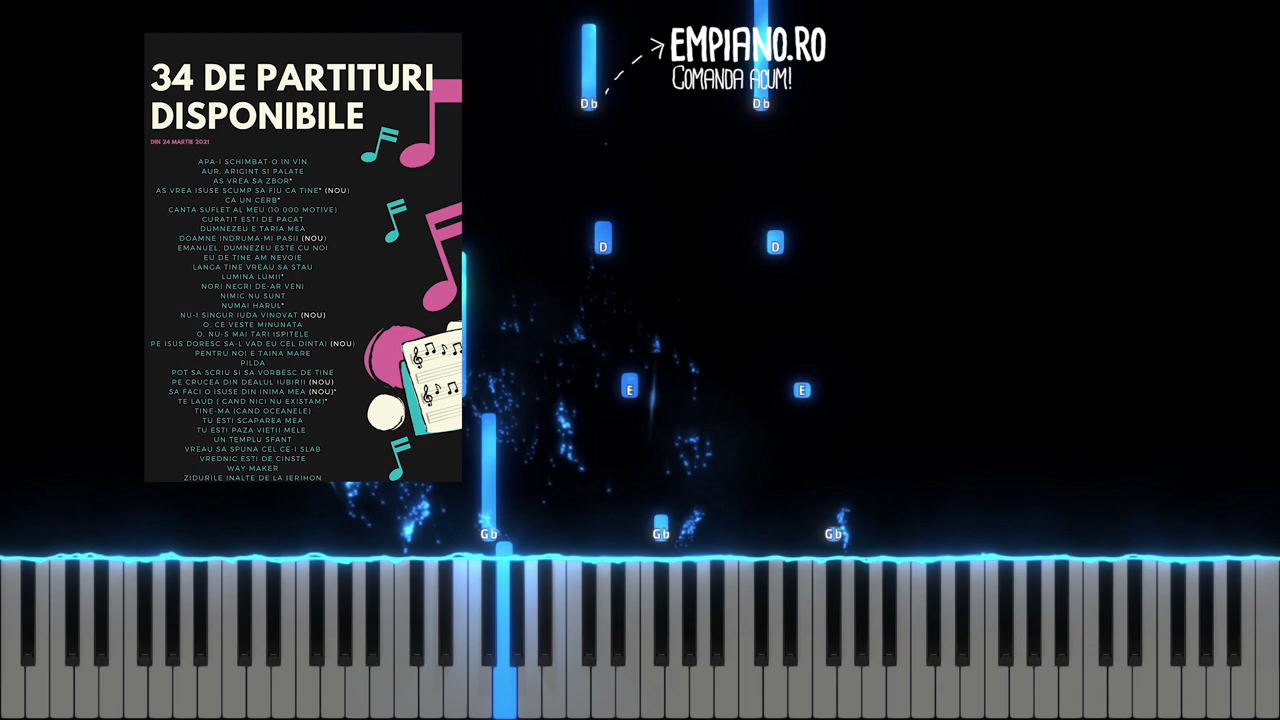 34 DE PARTITURI
DISPONIBILE
DIN 24 MARTIE 2021
APA-I SCHIMBAT-O IN VIN
AUR, ARIGINT SI PALATE
AS VREA SA ZBOR*
AS VREA ISUSE SCUMP SA FIU CA TINE* (NOU)
CA UN CERB*
CANTA SUFLET AL MEU (10 000 MOTIVE)
CURATIT ESTI DE PACAT
DUMNEZEU E TARIA MEA
DOAMNE INDRUMA-MI PASII (NOU)
EMANUEL, DUMNEZEU ESTE CU NOI
EU DE TINE AM NEVOIE
LANGA TINE VREAU SA STAU
LUMINA LUMII*
NORI NEGRI DE-AR VENI
NIMIC NU SUNT
NUMAI HARUL*
NU-I SINGUR IUDA VINOVAT (NOU)
O, CE VESTE MINUNATA
O, NU-S MAI TARI ISPITELE
PE ISUS DORESC SA-L VAD EU CEL DINTAI (NOU)
PENTRU NOI E TAINA MARE
PILDA
POT SA SCRIU SI SA VORBESC DE TINE
PE CRUCEA DIN DEALUL IUBIRII (NOU)
SA FACI O ISUSE DIN INIMA MEA (NOU)*
TE LAUD ( CAND NICI NU EXISTAM)*
TINE-MA (CAND OCEANELE)
TU ESTI SCAPAREA MEA
TU ESTI PAZA VIETII MELE
UN TEMPLU SFANT
VREAU SA SPUNA CEL CE-I SLAB
VREDNIC ESTI DE CINSTE
WAY MAKER
ZIDURILE INALTE DE LA IERIHON
EMPIANO.RO
COMANDA ACUM!
Db Db
D D
E E
Gb Gb Gb